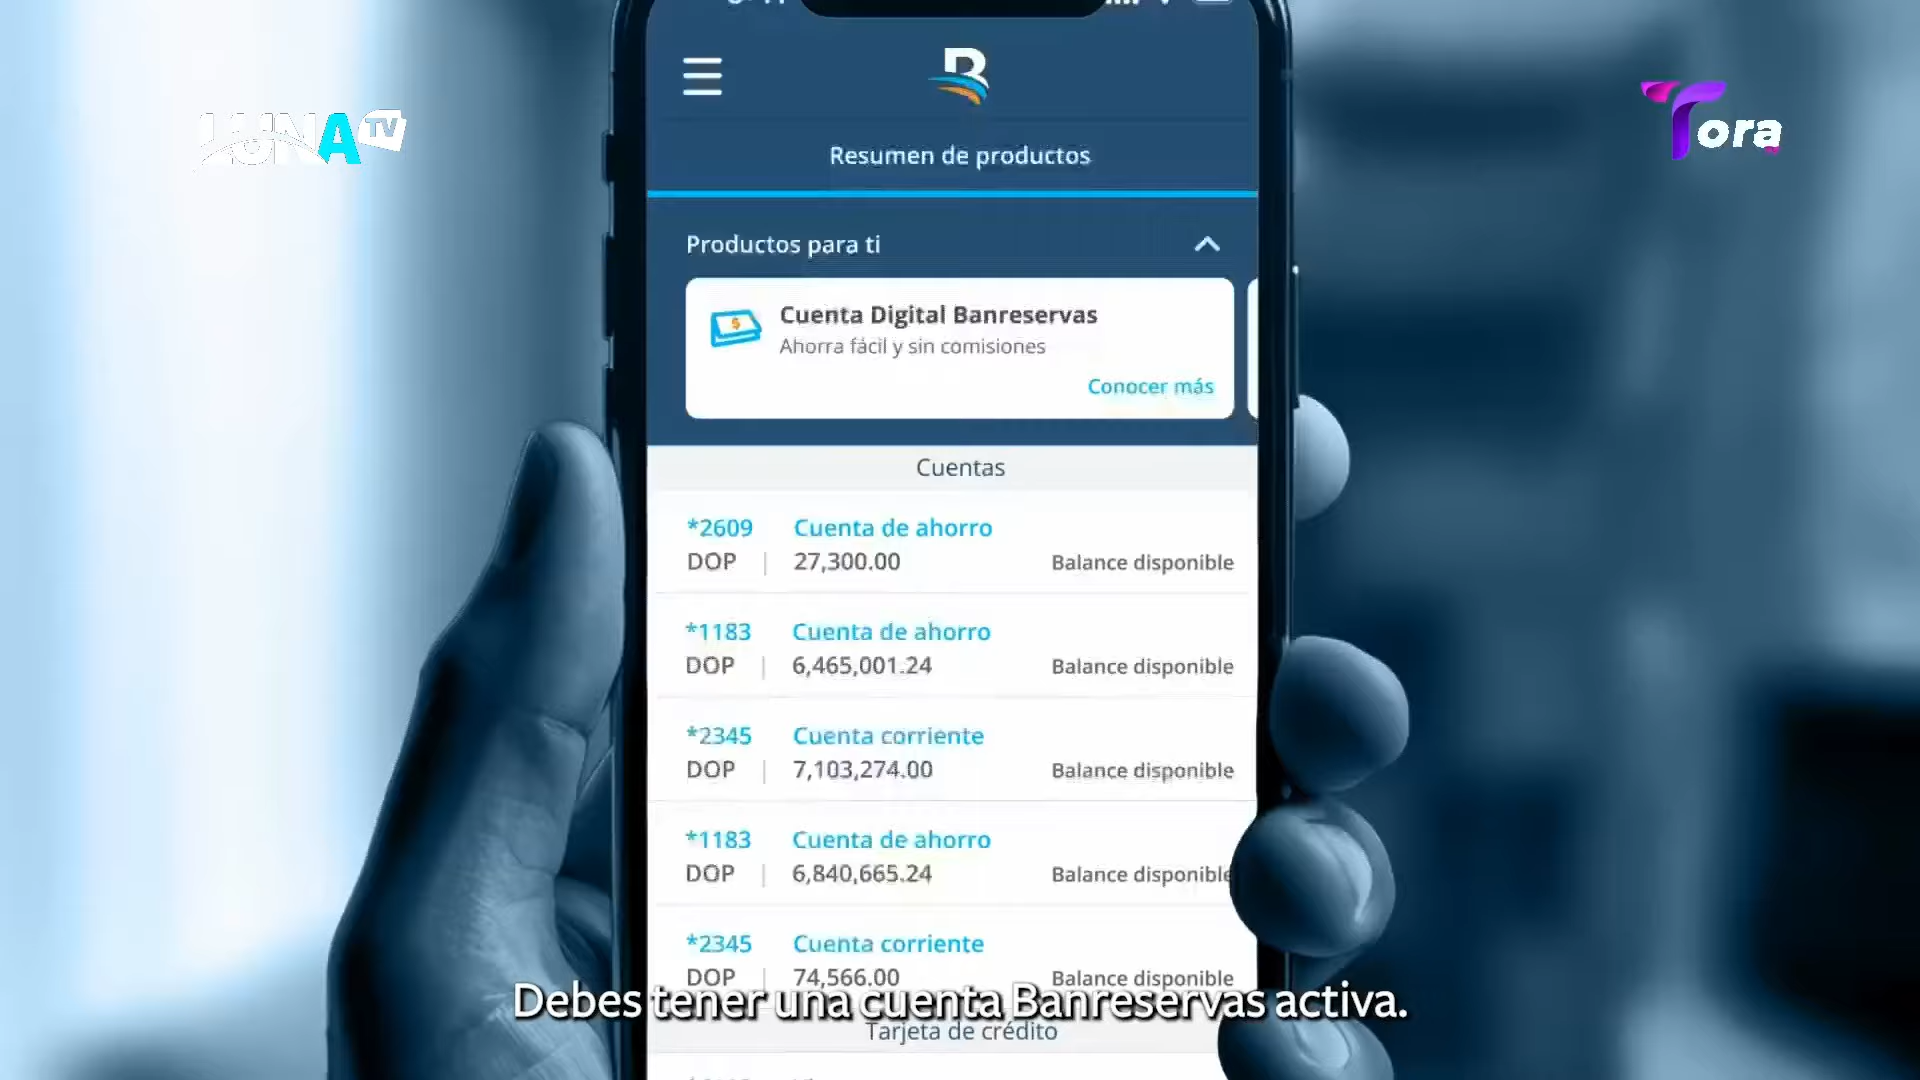 LUNA TV
Tora
Resumen de productos
Productos para ti
Cuenta Digital Banreservas
Ahorra fácil y sin comisiones
Conocer más
Cuentas
*2609 Cuenta de ahorro
DOP | 27,300.00 Balance disponible
*1183 Cuenta de ahorro
DOP | 6,465,001.24 Balance disponible
*2345 Cuenta corriente
DOP | 7,103,274.00 Balance disponible
*1183 Cuenta de ahorro
DOP | 6,840,665.24 Balance disponible
*2345 Cuenta corriente
DOP | 74,566.00 Balance disponible
Debes tener una cuenta Banreservas activa.
Tarjeta de crédito